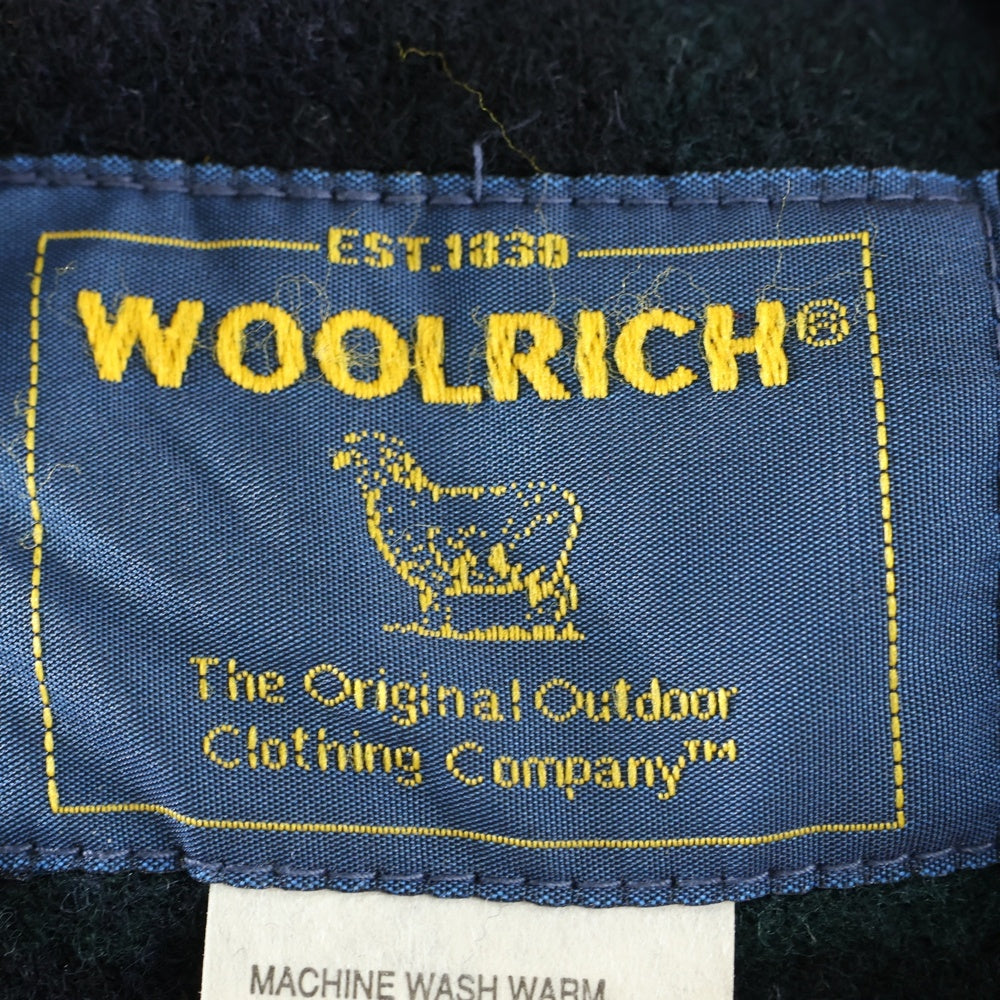 EST.1830
WOOLRICH®
The Original Outdoor
Clothing Company™
MACHINE WASH WARM